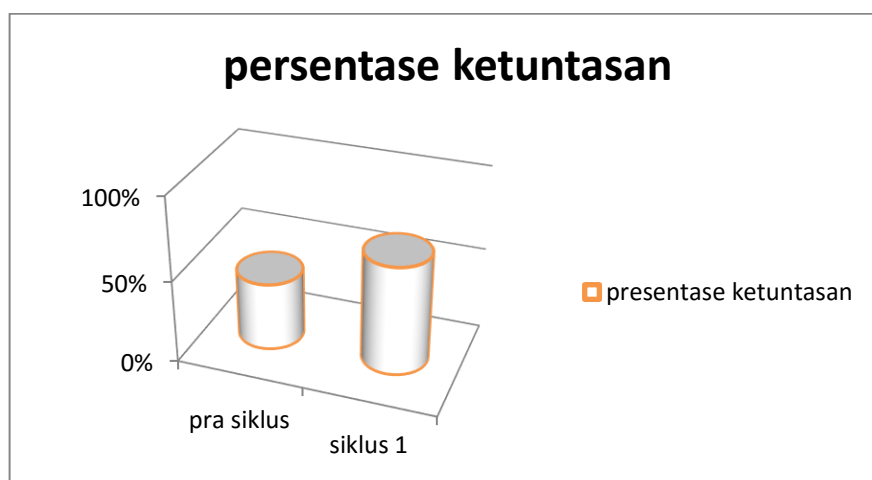 persentase ketuntasan
100%
50%
0%
pra siklus
siklus 1
presentase ketuntasan